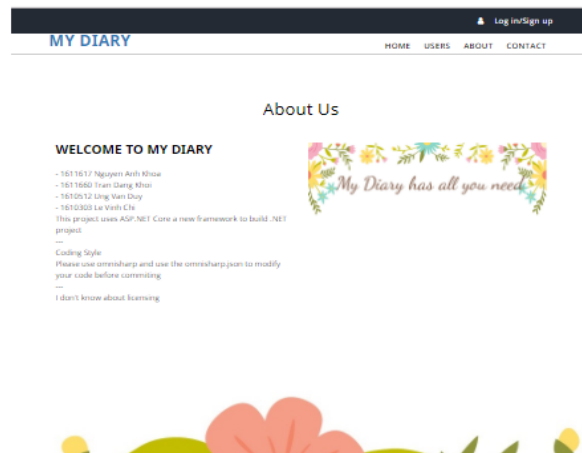 Log in/Sign up
MY DIARY
HOME USERS ABOUT CONTACT
About Us
WELCOME TO MY DIARY
- 1611617 Nguyen Anh Khoa
- 1611660 Tran Dang Khoi
- 1610512 Ung Van Duy
- 1610303 Le Vinh Chi
This project uses ASP.NET Core a new framework to build .NET
project
---
Coding Style
Please use omnisharp and use the omnisharp.json to modify
your code before commiting
---
I don't know about licensing
My Diary has all you need